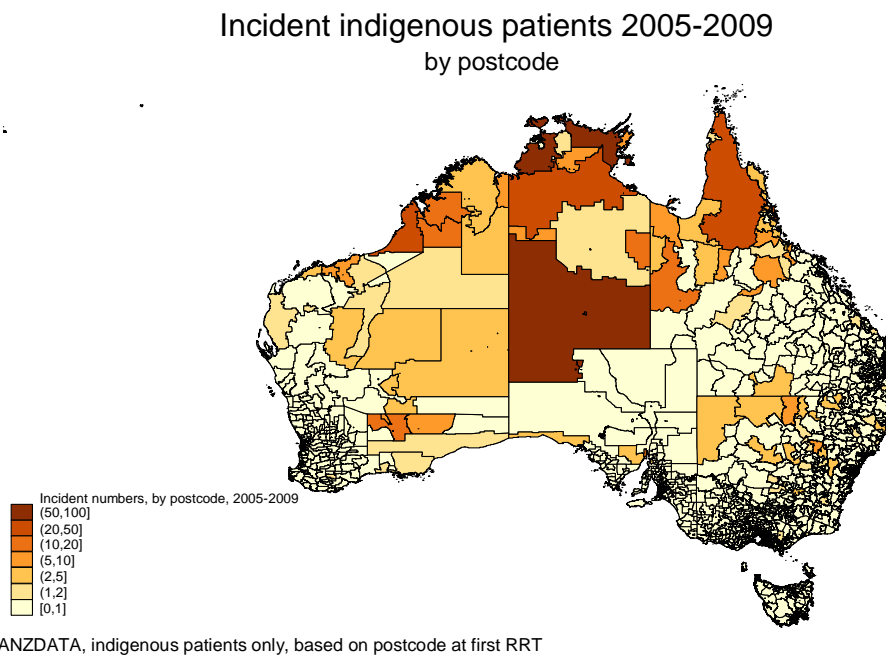 Incident indigenous patients 2005-2009
by postcode
Incident numbers, by postcode, 2005-2009
(50,100]
(20,50]
(10,20]
(5,10]
(2,5]
(1,2]
[0,1]
ANZDATA, indigenous patients only, based on postcode at first RRT